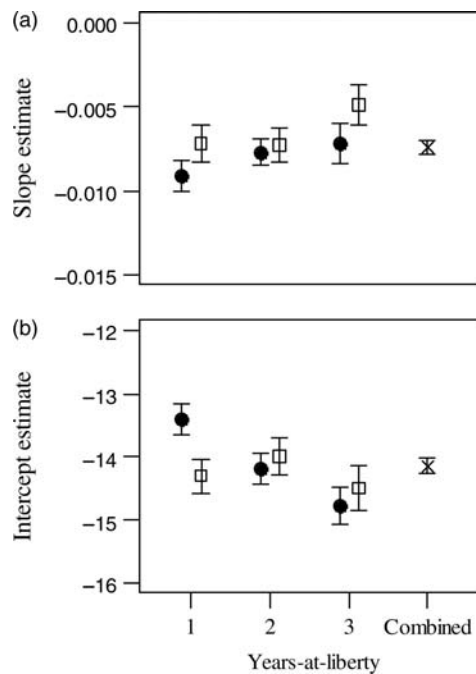 (a)
0.000
−0.005
−0.010
−0.015
Slope estimate
(b)
−12
−13
−14
−15
−16
Intercept estimate
1 2 3 Combined
Years-at-liberty